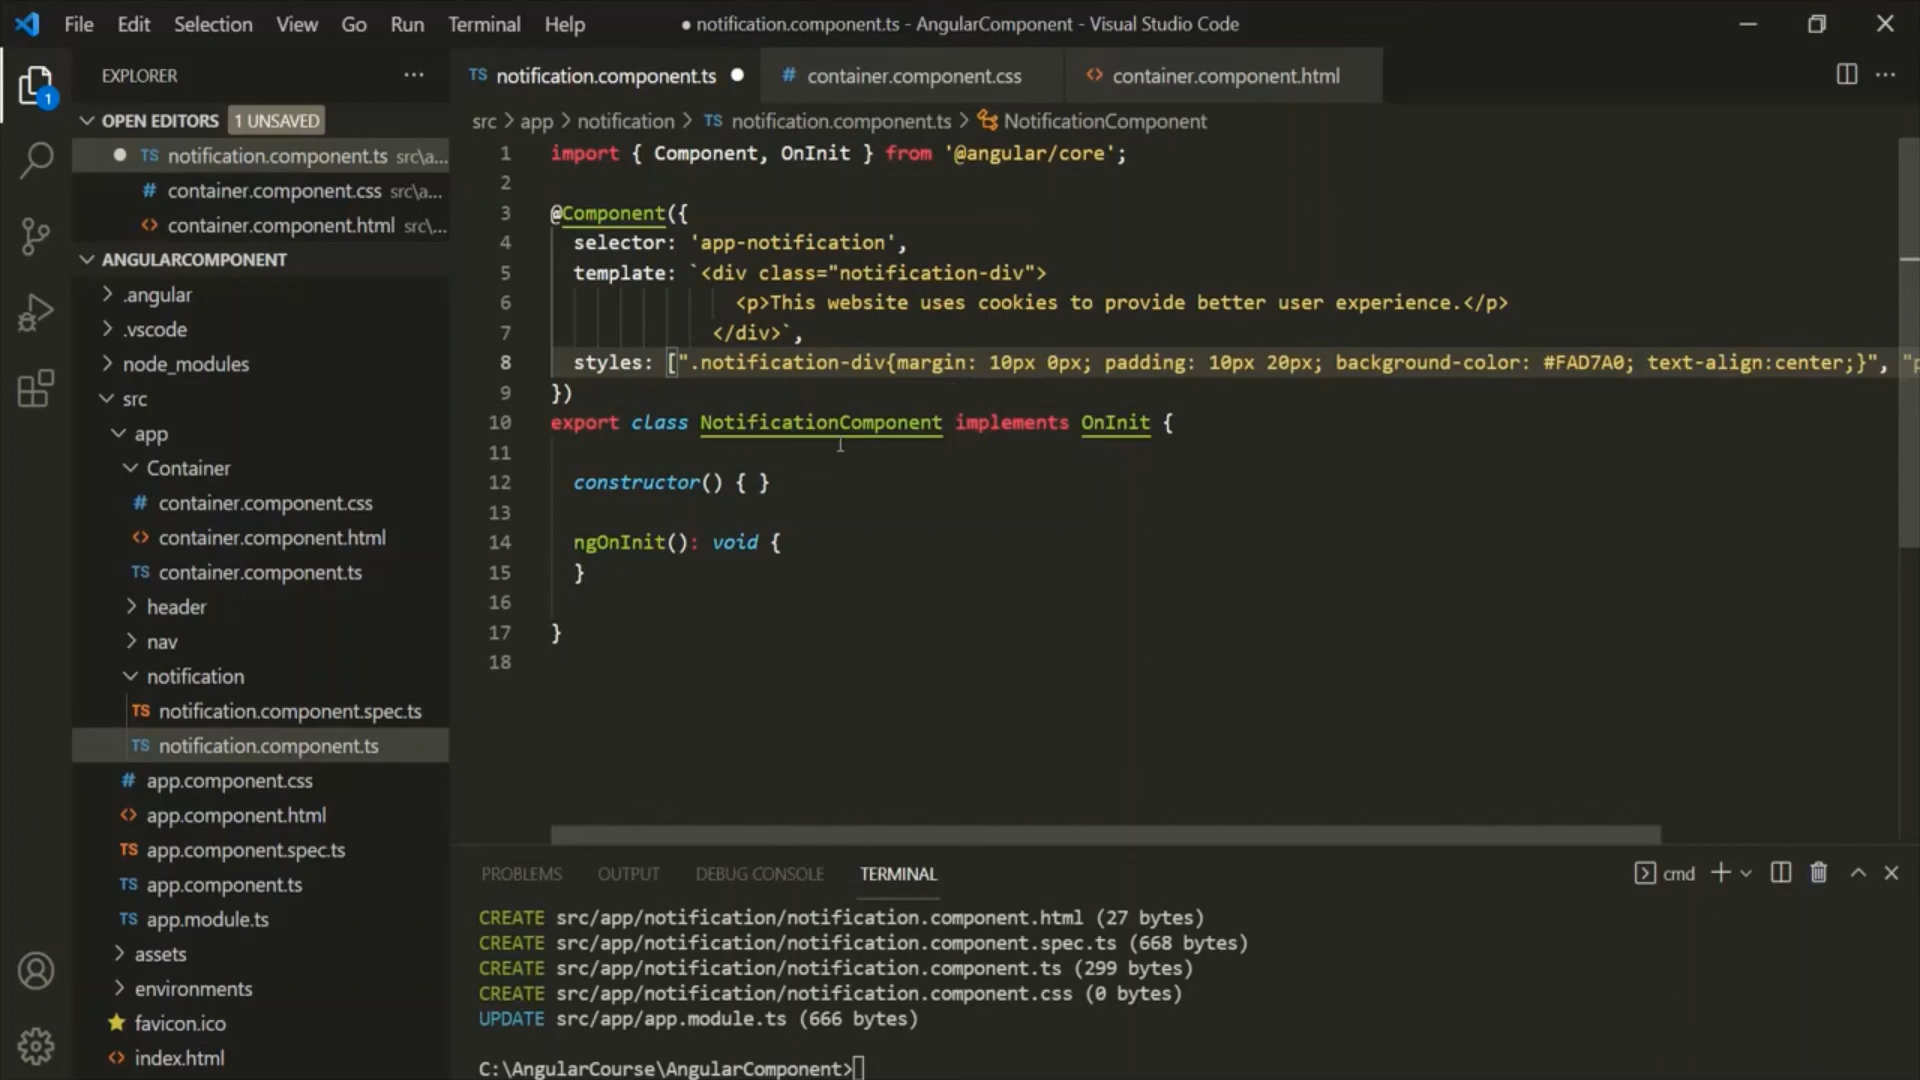 File Edit Selection View Go Run Terminal Help
● notification.component.ts - AngularComponent - Visual Studio Code
EXPLORER
TS notification.component.ts
# container.component.css
<> container.component.html
1
OPEN EDITORS 1 UNSAVED
TS notification.component.ts src\a...
# container.component.css src\a...
<> container.component.html src\...
ANGULARCOMPONENT
.angular
.vscode
node_modules
src
app
Container
# container.component.css
<> container.component.html
TS container.component.ts
header
nav
notification
TS notification.component.spec.ts
TS notification.component.ts
# app.component.css
<> app.component.html
TS app.component.spec.ts
TS app.component.ts
TS app.module.ts
assets
environments
favicon.ico
<> index.html
src > app > notification > TS notification.component.ts > NotificationComponent
1 import { Component, OnInit } from '@angular/core';
2
3 @Component({
4 selector: 'app-notification',
5 template: `<div class="notification-div">
6 <p>This website uses cookies to provide better user experience.</p>
7 </div>`,
8 styles: [".notification-div{margin: 10px 0px; padding: 10px 20px; background-color: #FAD7A0; text-align:center;}", "p
9 })
10 export class NotificationComponent implements OnInit {
11
12 constructor() { }
13
14 ngOnInit(): void {
15 }
16
17 }
18
PROBLEMS OUTPUT DEBUG CONSOLE TERMINAL
cmd
CREATE src/app/notification/notification.component.html (27 bytes)
CREATE src/app/notification/notification.component.spec.ts (668 bytes)
CREATE src/app/notification/notification.component.ts (299 bytes)
CREATE src/app/notification/notification.component.css (0 bytes)
UPDATE src/app/app.module.ts (666 bytes)
C:\AngularCourse\AngularComponent>